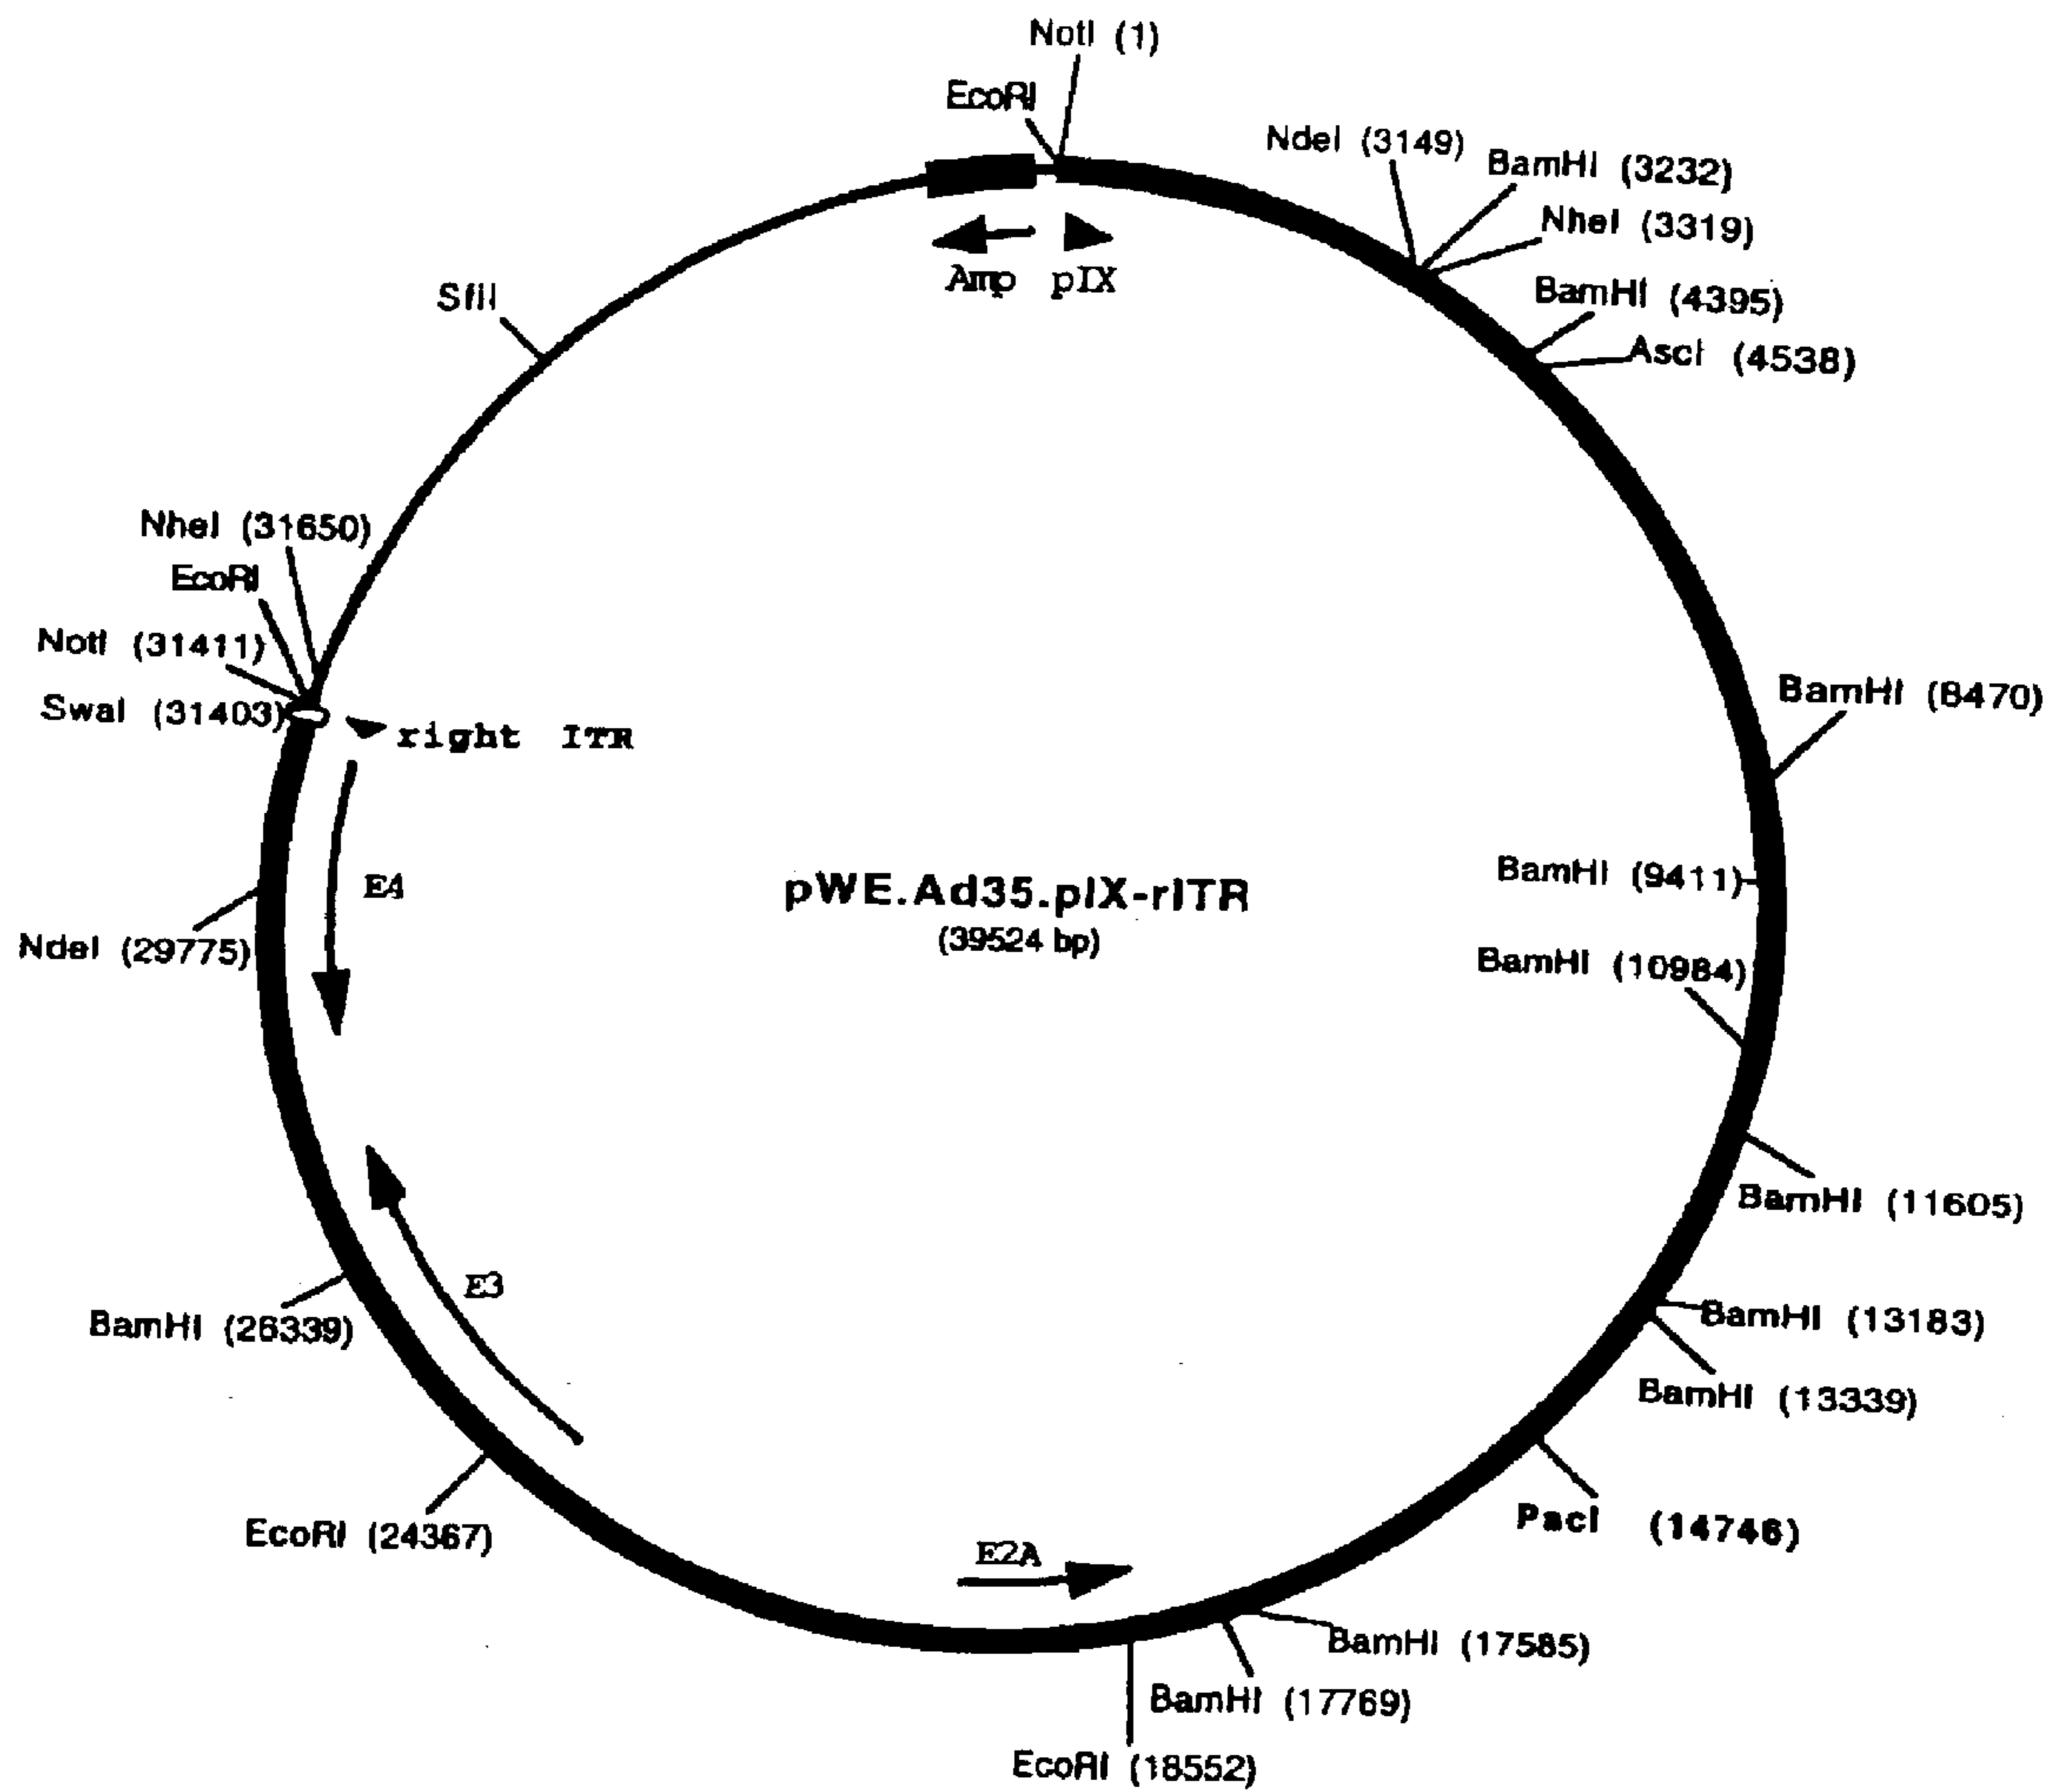 NotI (1)
EcoRI
NdeI (3149)
BamHI (3232)
NheI (3319)
BamHI (4395)
AscI (4538)
Amp pIX
SfiI
NheI (31650)
EcoRI
NotI (31411)
SwaI (31403)
right ITR
BamHI (8470)
BamHI (9411)
E4
pWE.Ad35.pIX-rITR
(39524 bp)
NdeI (29775)
BamHI (10984)
BamHI (11605)
E3
BamHI (26339)
BamHI (13183)
BamHI (13339)
EcoRI (24367)
PacI (14746)
E2A
BamHI (17585)
BamHI (17769)
EcoRI (18552)